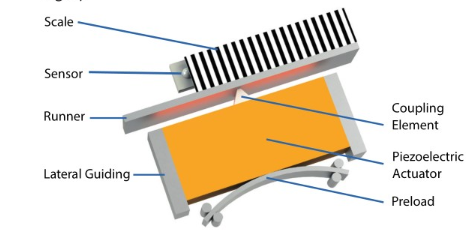 Scale
Sensor
Runner
Lateral Guiding
Coupling
Element
Piezoelectric
Actuator
Preload